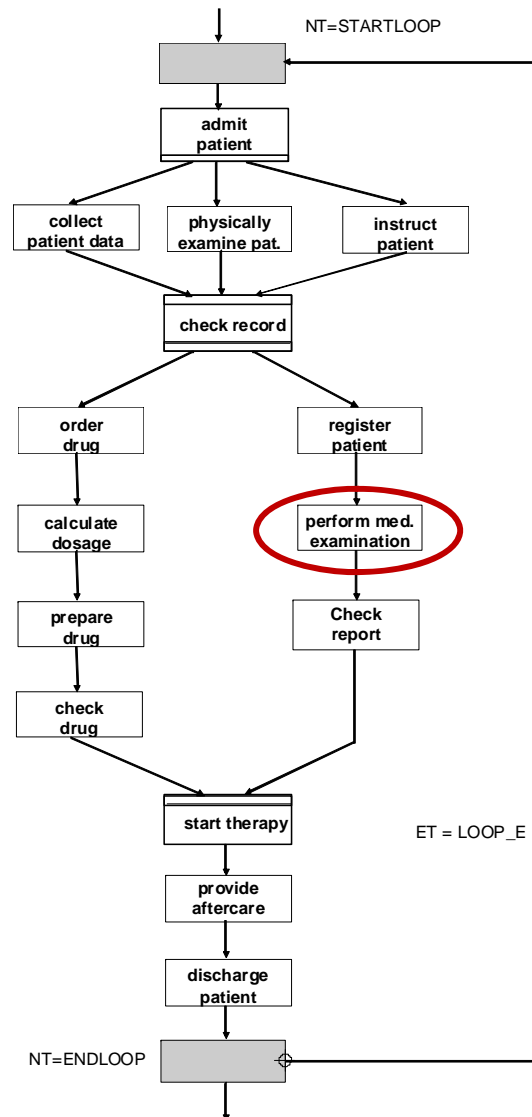 NT=STARTLOOP
admit
patient
collect
patient data
physically
examine pat.
instruct
patient
check record
order
drug
register
patient
calculate
dosage
perform med.
examination
prepare
drug
Check
report
check
drug
start therapy
ET = LOOP_E
provide
aftercare
discharge
patient
NT=ENDLOOP